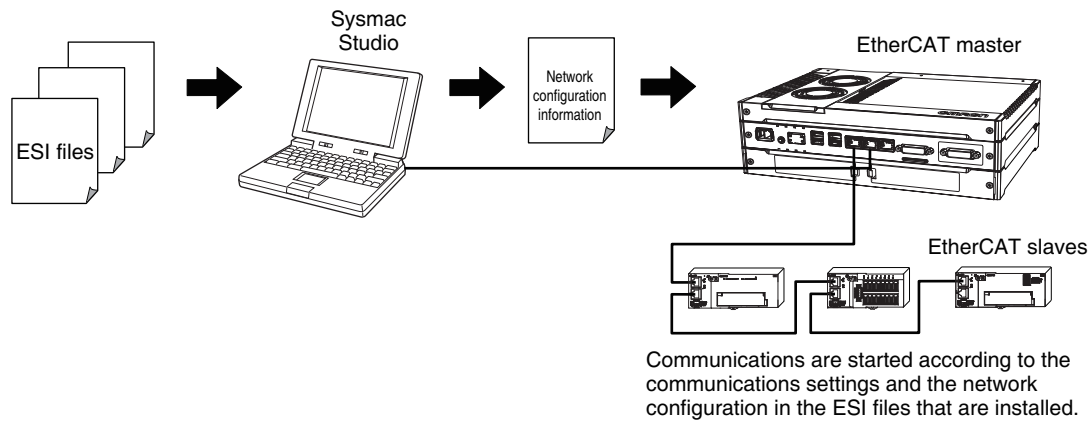 Sysmac
Studio
EtherCAT master
Network
configuration
information
ESI files
OMRON
EtherCAT slaves
Communications are started according to the
communications settings and the network
configuration in the ESI files that are installed.